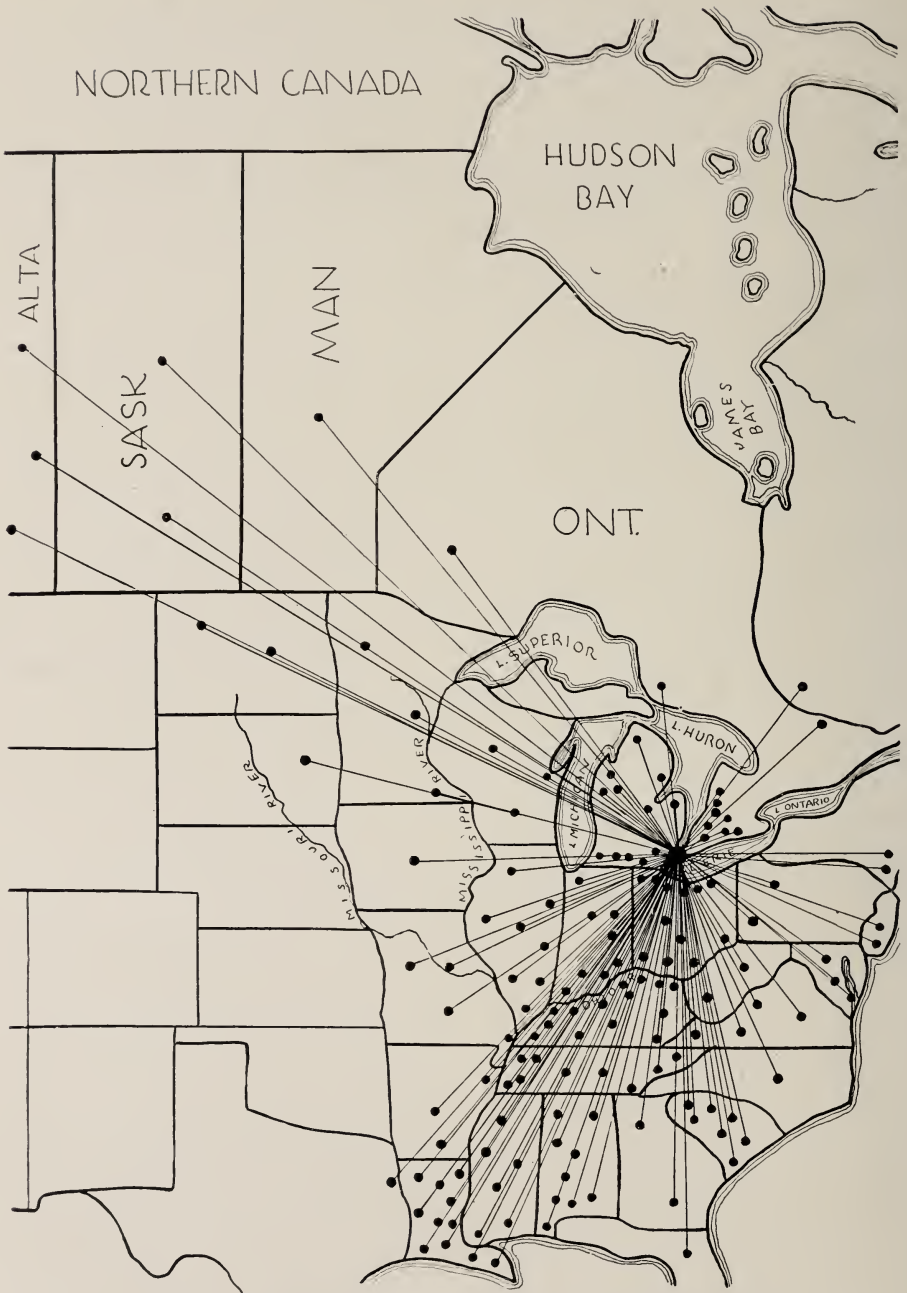 NORTHERN CANADA
HUDSON
BAY
ALTA
SASK
MAN
JAMES
BAY
ONT.
L. SUPERIOR
L. HURON
L. MICHIGAN
L ONTARIO
ERIE
MISSOURI RIVER
MISSISSIPPI RIVER